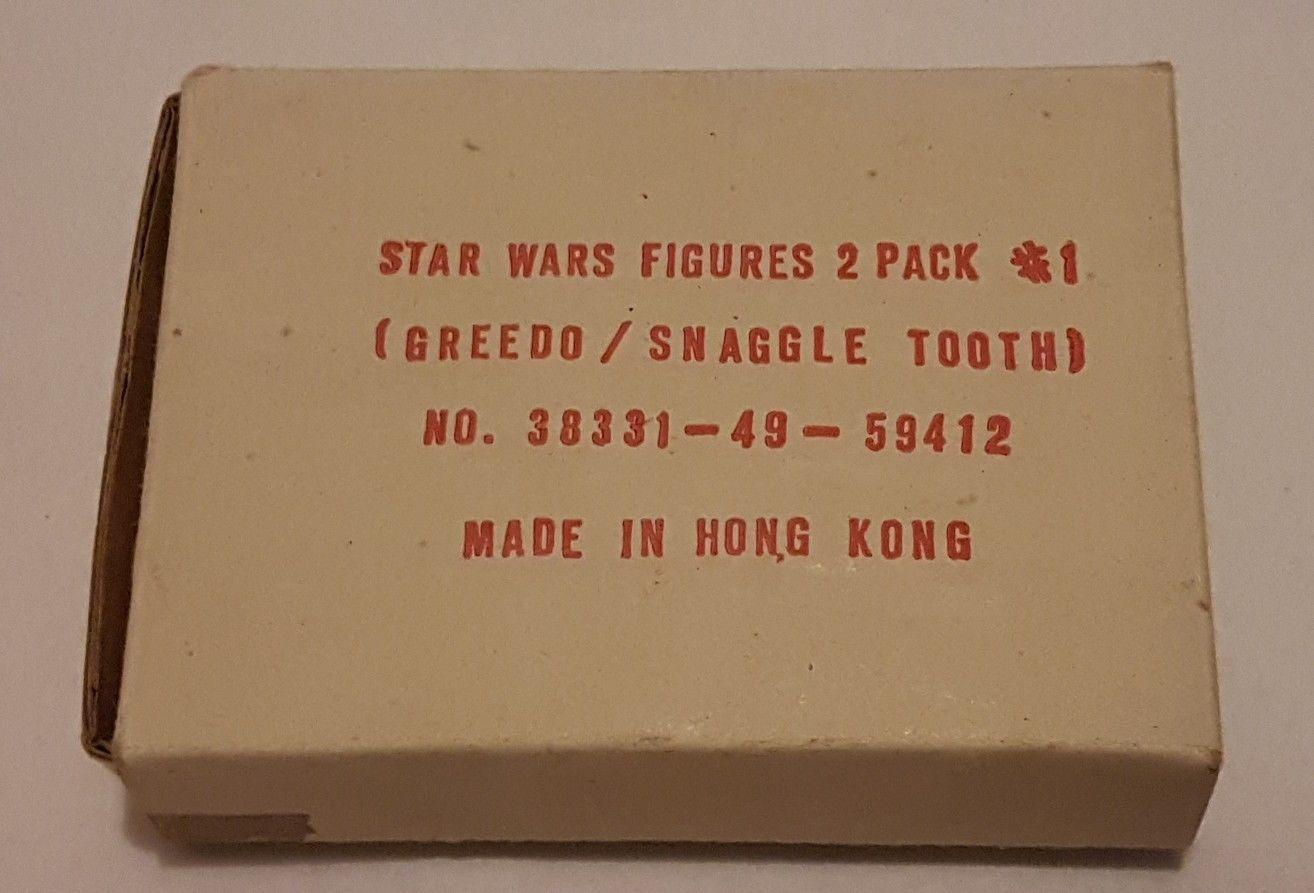 STAR WARS FIGURES 2 PACK *1
(GREEDO / SNAGGLE TOOTH)
NO. 38331-49-59412
MADE IN HONG KONG